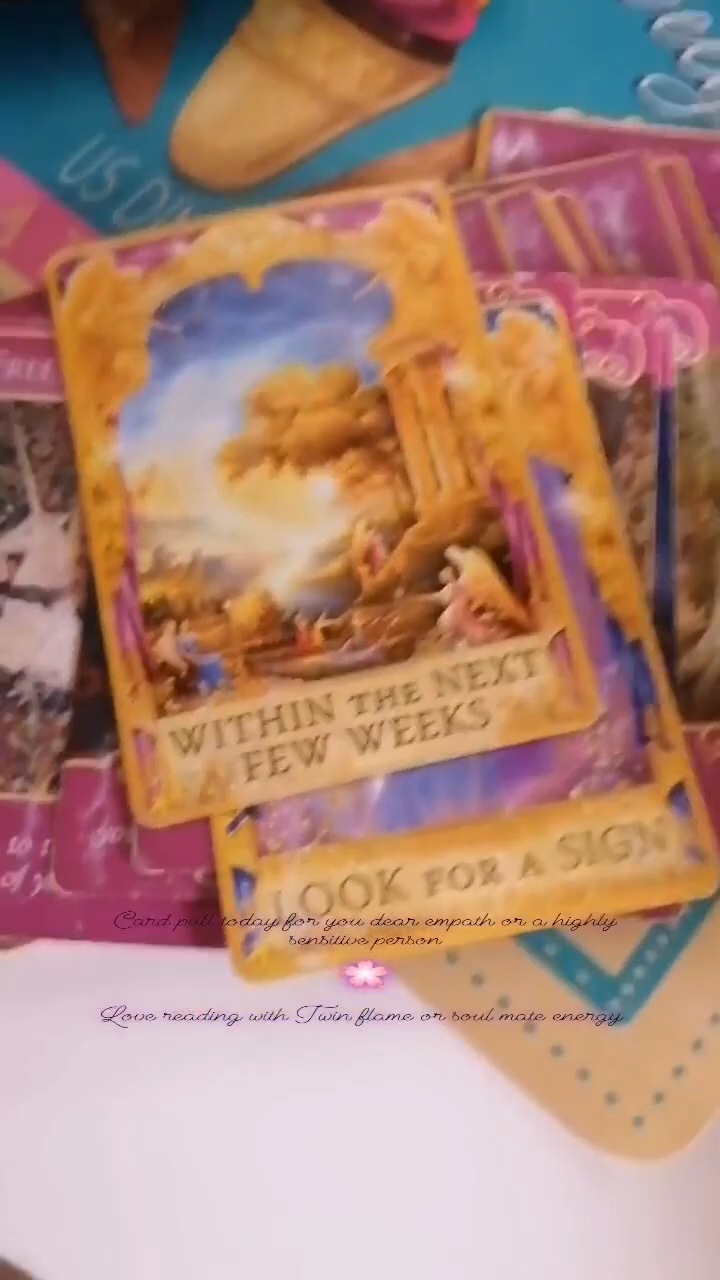 WITHIN THE NEXT
FEW WEEKS
LOOK FOR A SIGN
Card pull today for you dear empath or a highly
sensitive person
Love reading with Twin flame or soul mate energy